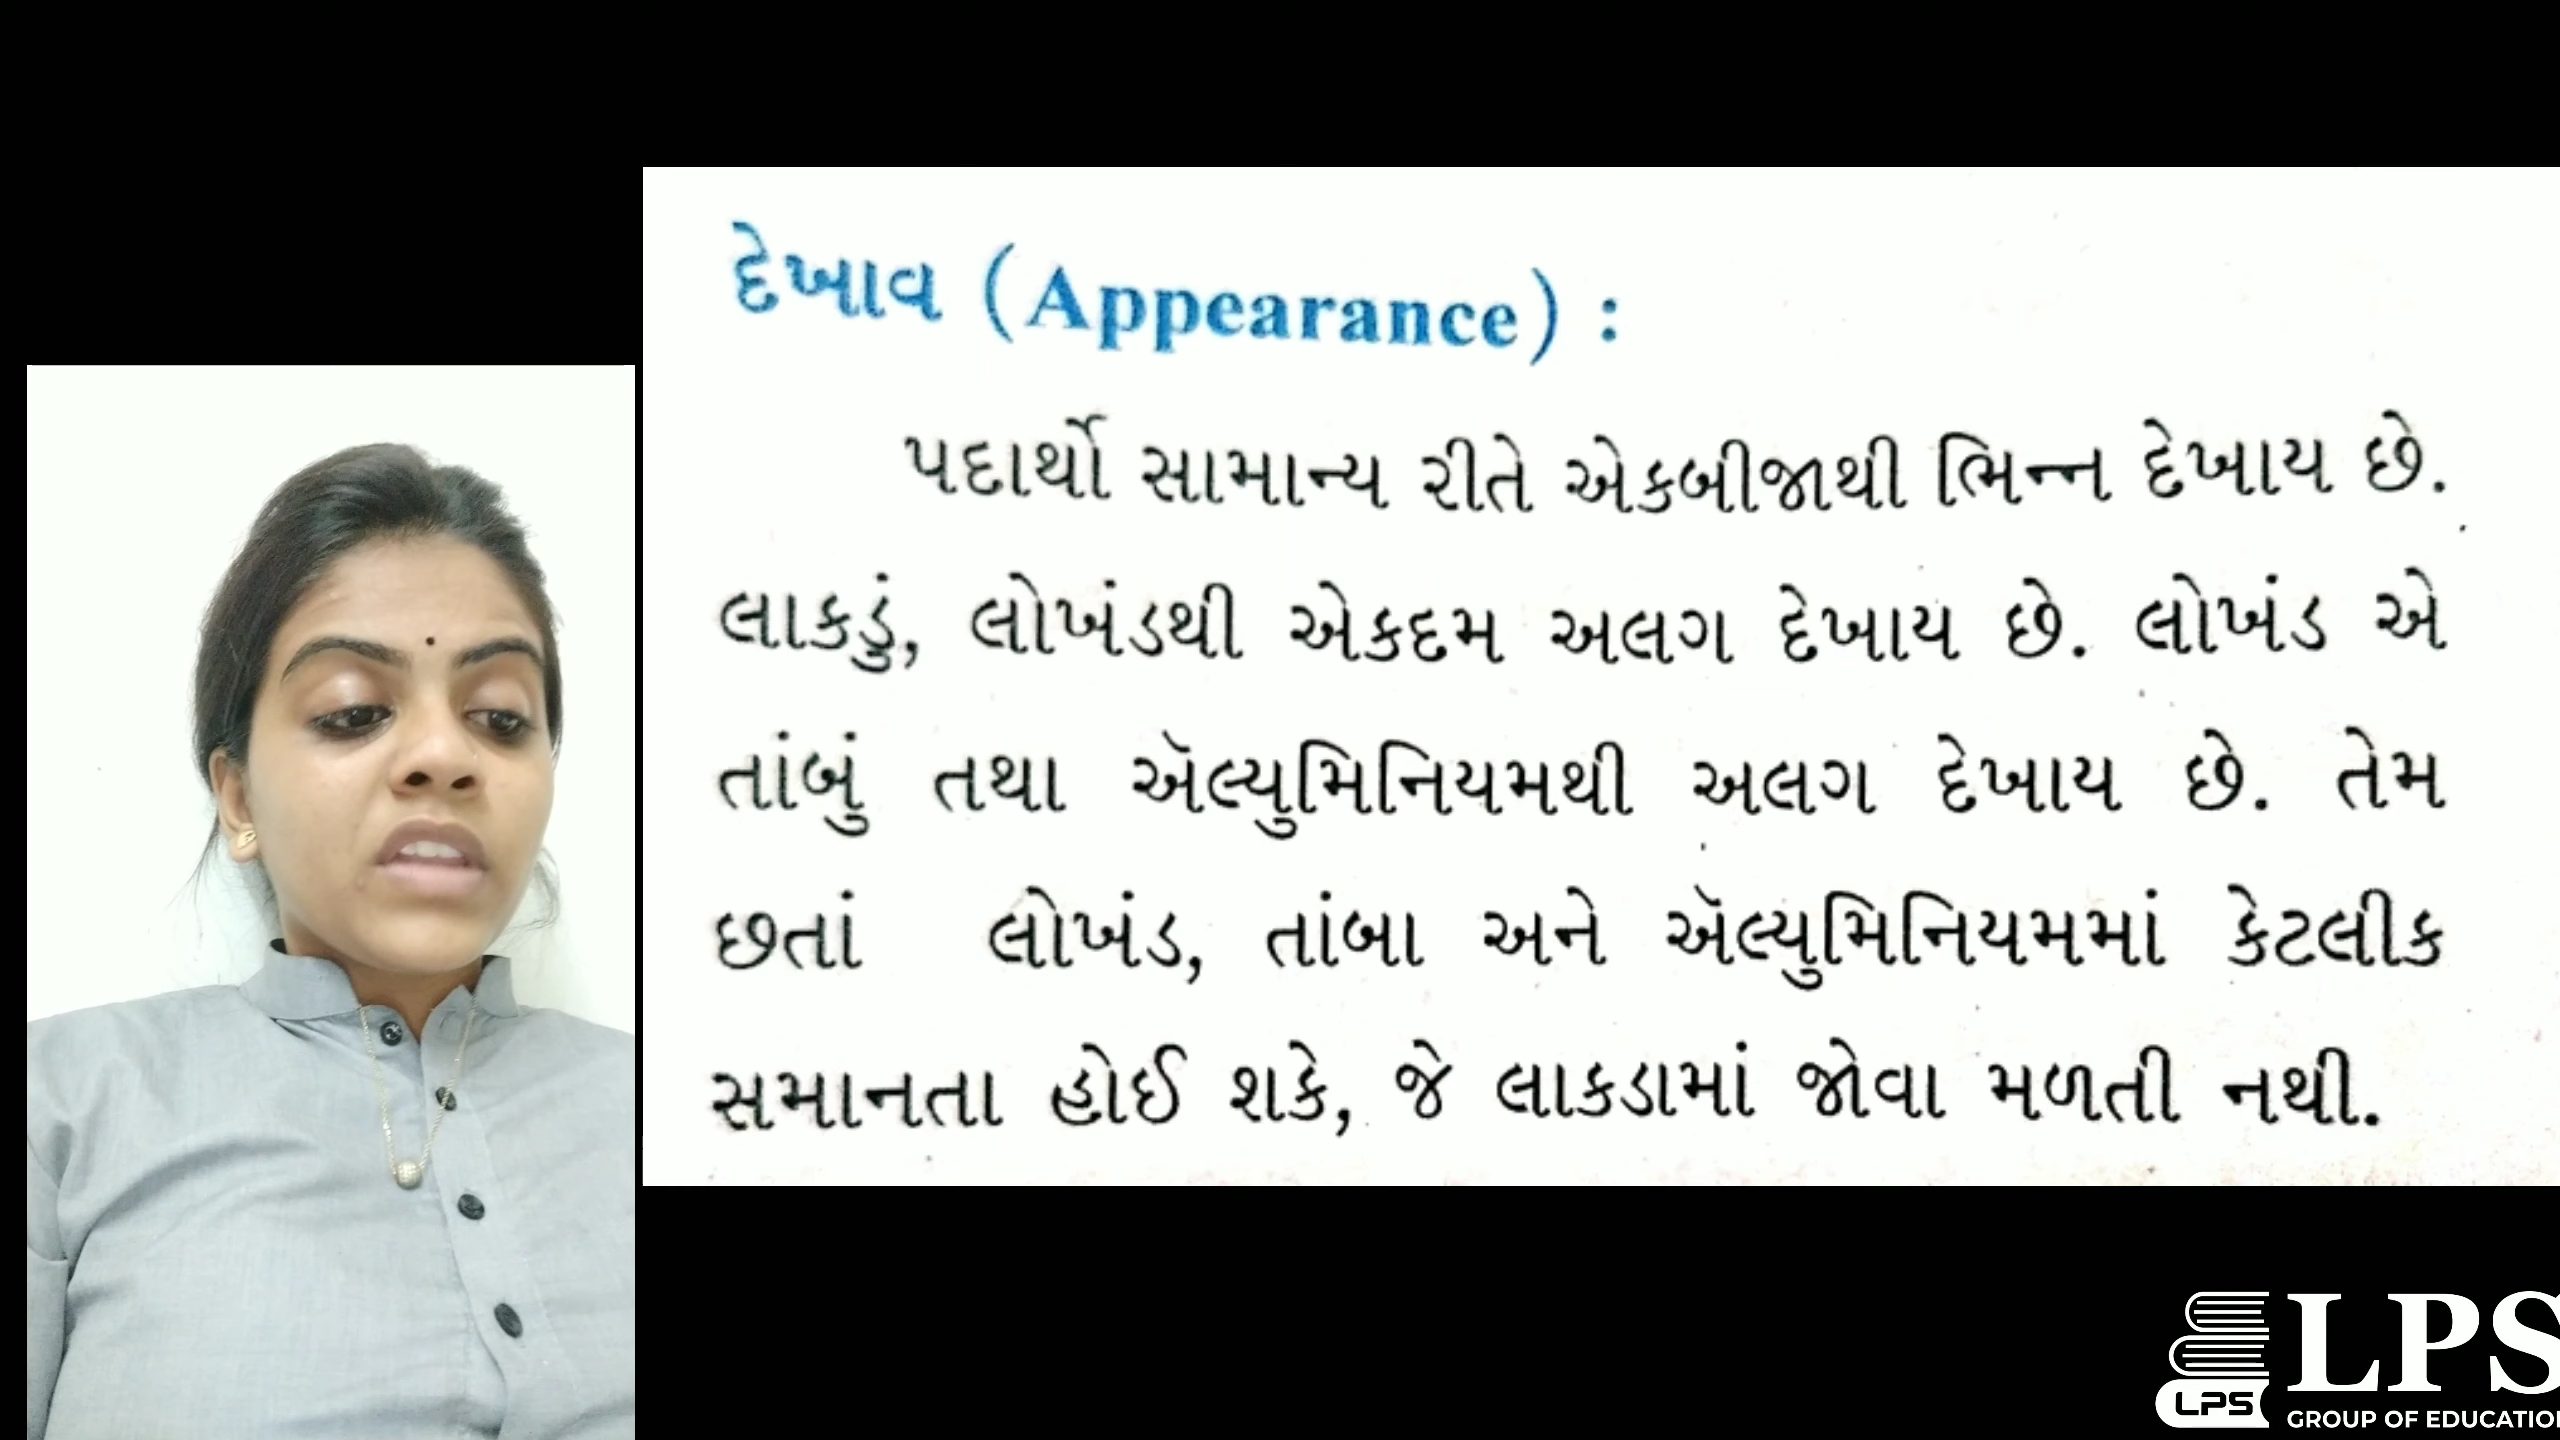 દેખાવ (Appearance) :
પદાર્થો સામાન્ય રીતે એકબીજાથી ભિન્ન દેખાય છે.
લાકડું, લોખંડથી એકદમ અલગ દેખાય છે. લોખંડ એ
તાંબું તથા ઍલ્યુમિનિયમથી અલગ દેખાય છે. તેમ
છતાં લોખંડ, તાંબા અને ઍલ્યુમિનિયમમાં કેટલીક
સમાનતા હોઈ શકે, જે લાકડામાં જોવા મળતી નથી.
LPS
LPS
GROUP OF EDUCATION